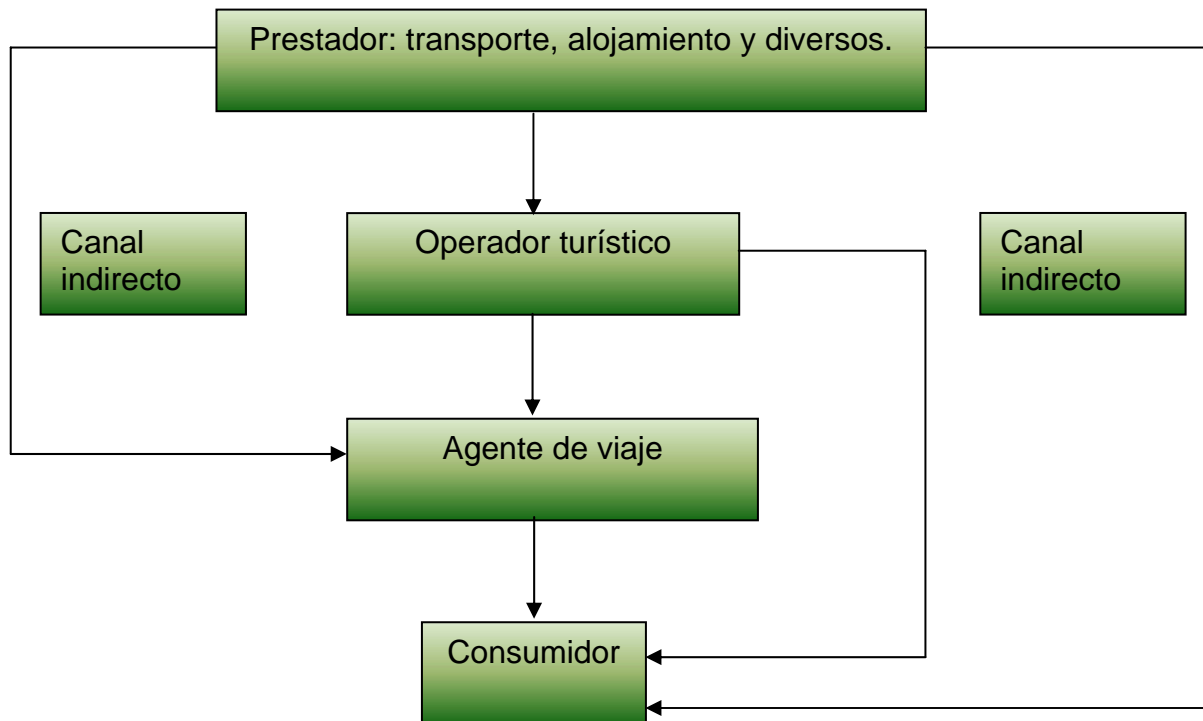 Prestador: transporte, alojamiento y diversos.
Canal
indirecto
Operador turístico
Canal
indirecto
Agente de viaje
Consumidor